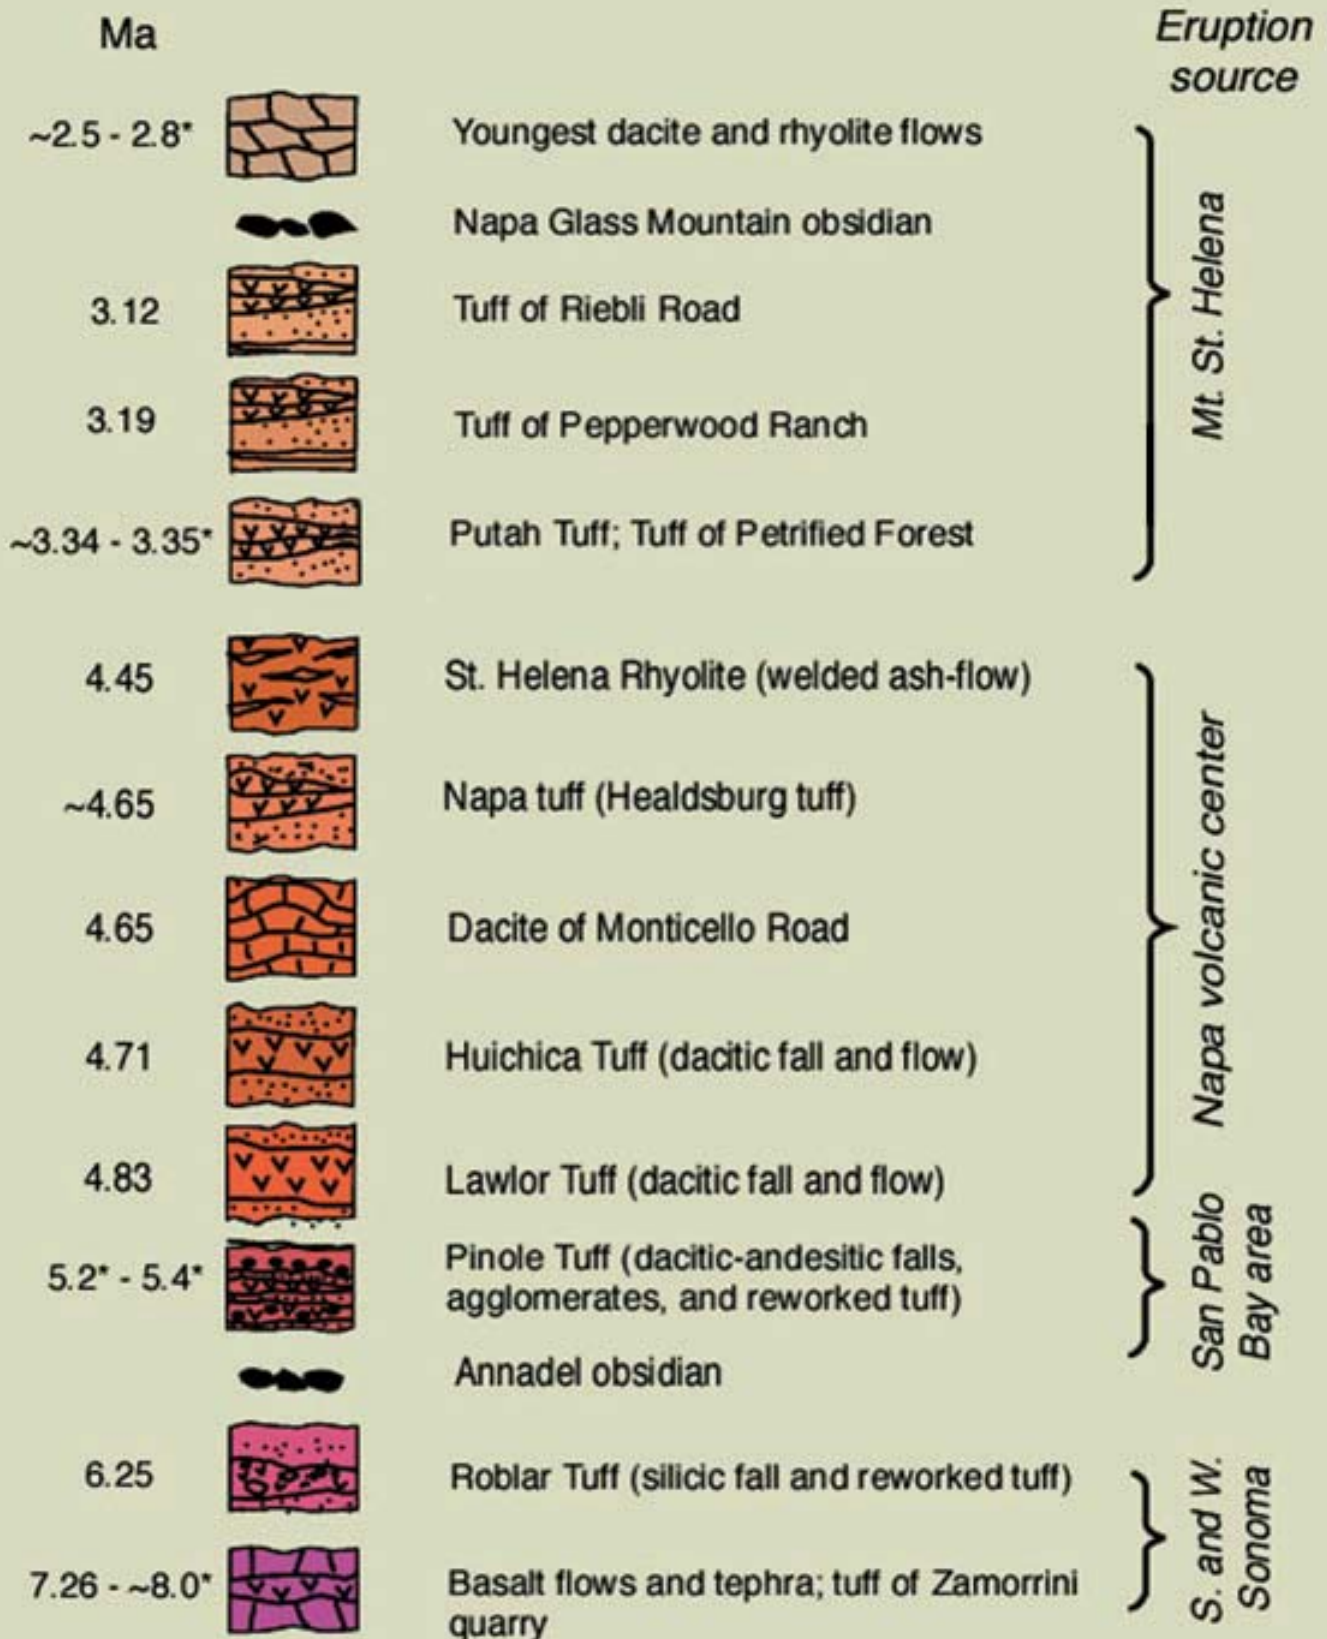 Ma
Eruption
source
~2.5 - 2.8*
Youngest dacite and rhyolite flows
Napa Glass Mountain obsidian
3.12
Tuff of Riebli Road
3.19
Tuff of Pepperwood Ranch
~3.34 - 3.35*
Putah Tuff; Tuff of Petrified Forest
Mt. St. Helena
4.45
St. Helena Rhyolite (welded ash-flow)
~4.65
Napa tuff (Healdsburg tuff)
4.65
Dacite of Monticello Road
4.71
Huichica Tuff (dacitic fall and flow)
4.83
Lawlor Tuff (dacitic fall and flow)
Napa volcanic center
5.2* - 5.4*
Pinole Tuff (dacitic-andesitic falls,
agglomerates, and reworked tuff)
San Pablo
Bay area
Annadel obsidian
6.25
Roblar Tuff (silicic fall and reworked tuff)
7.26 - ~8.0*
Basalt flows and tephra; tuff of Zamorrini
quarry
S. and W.
Sonoma